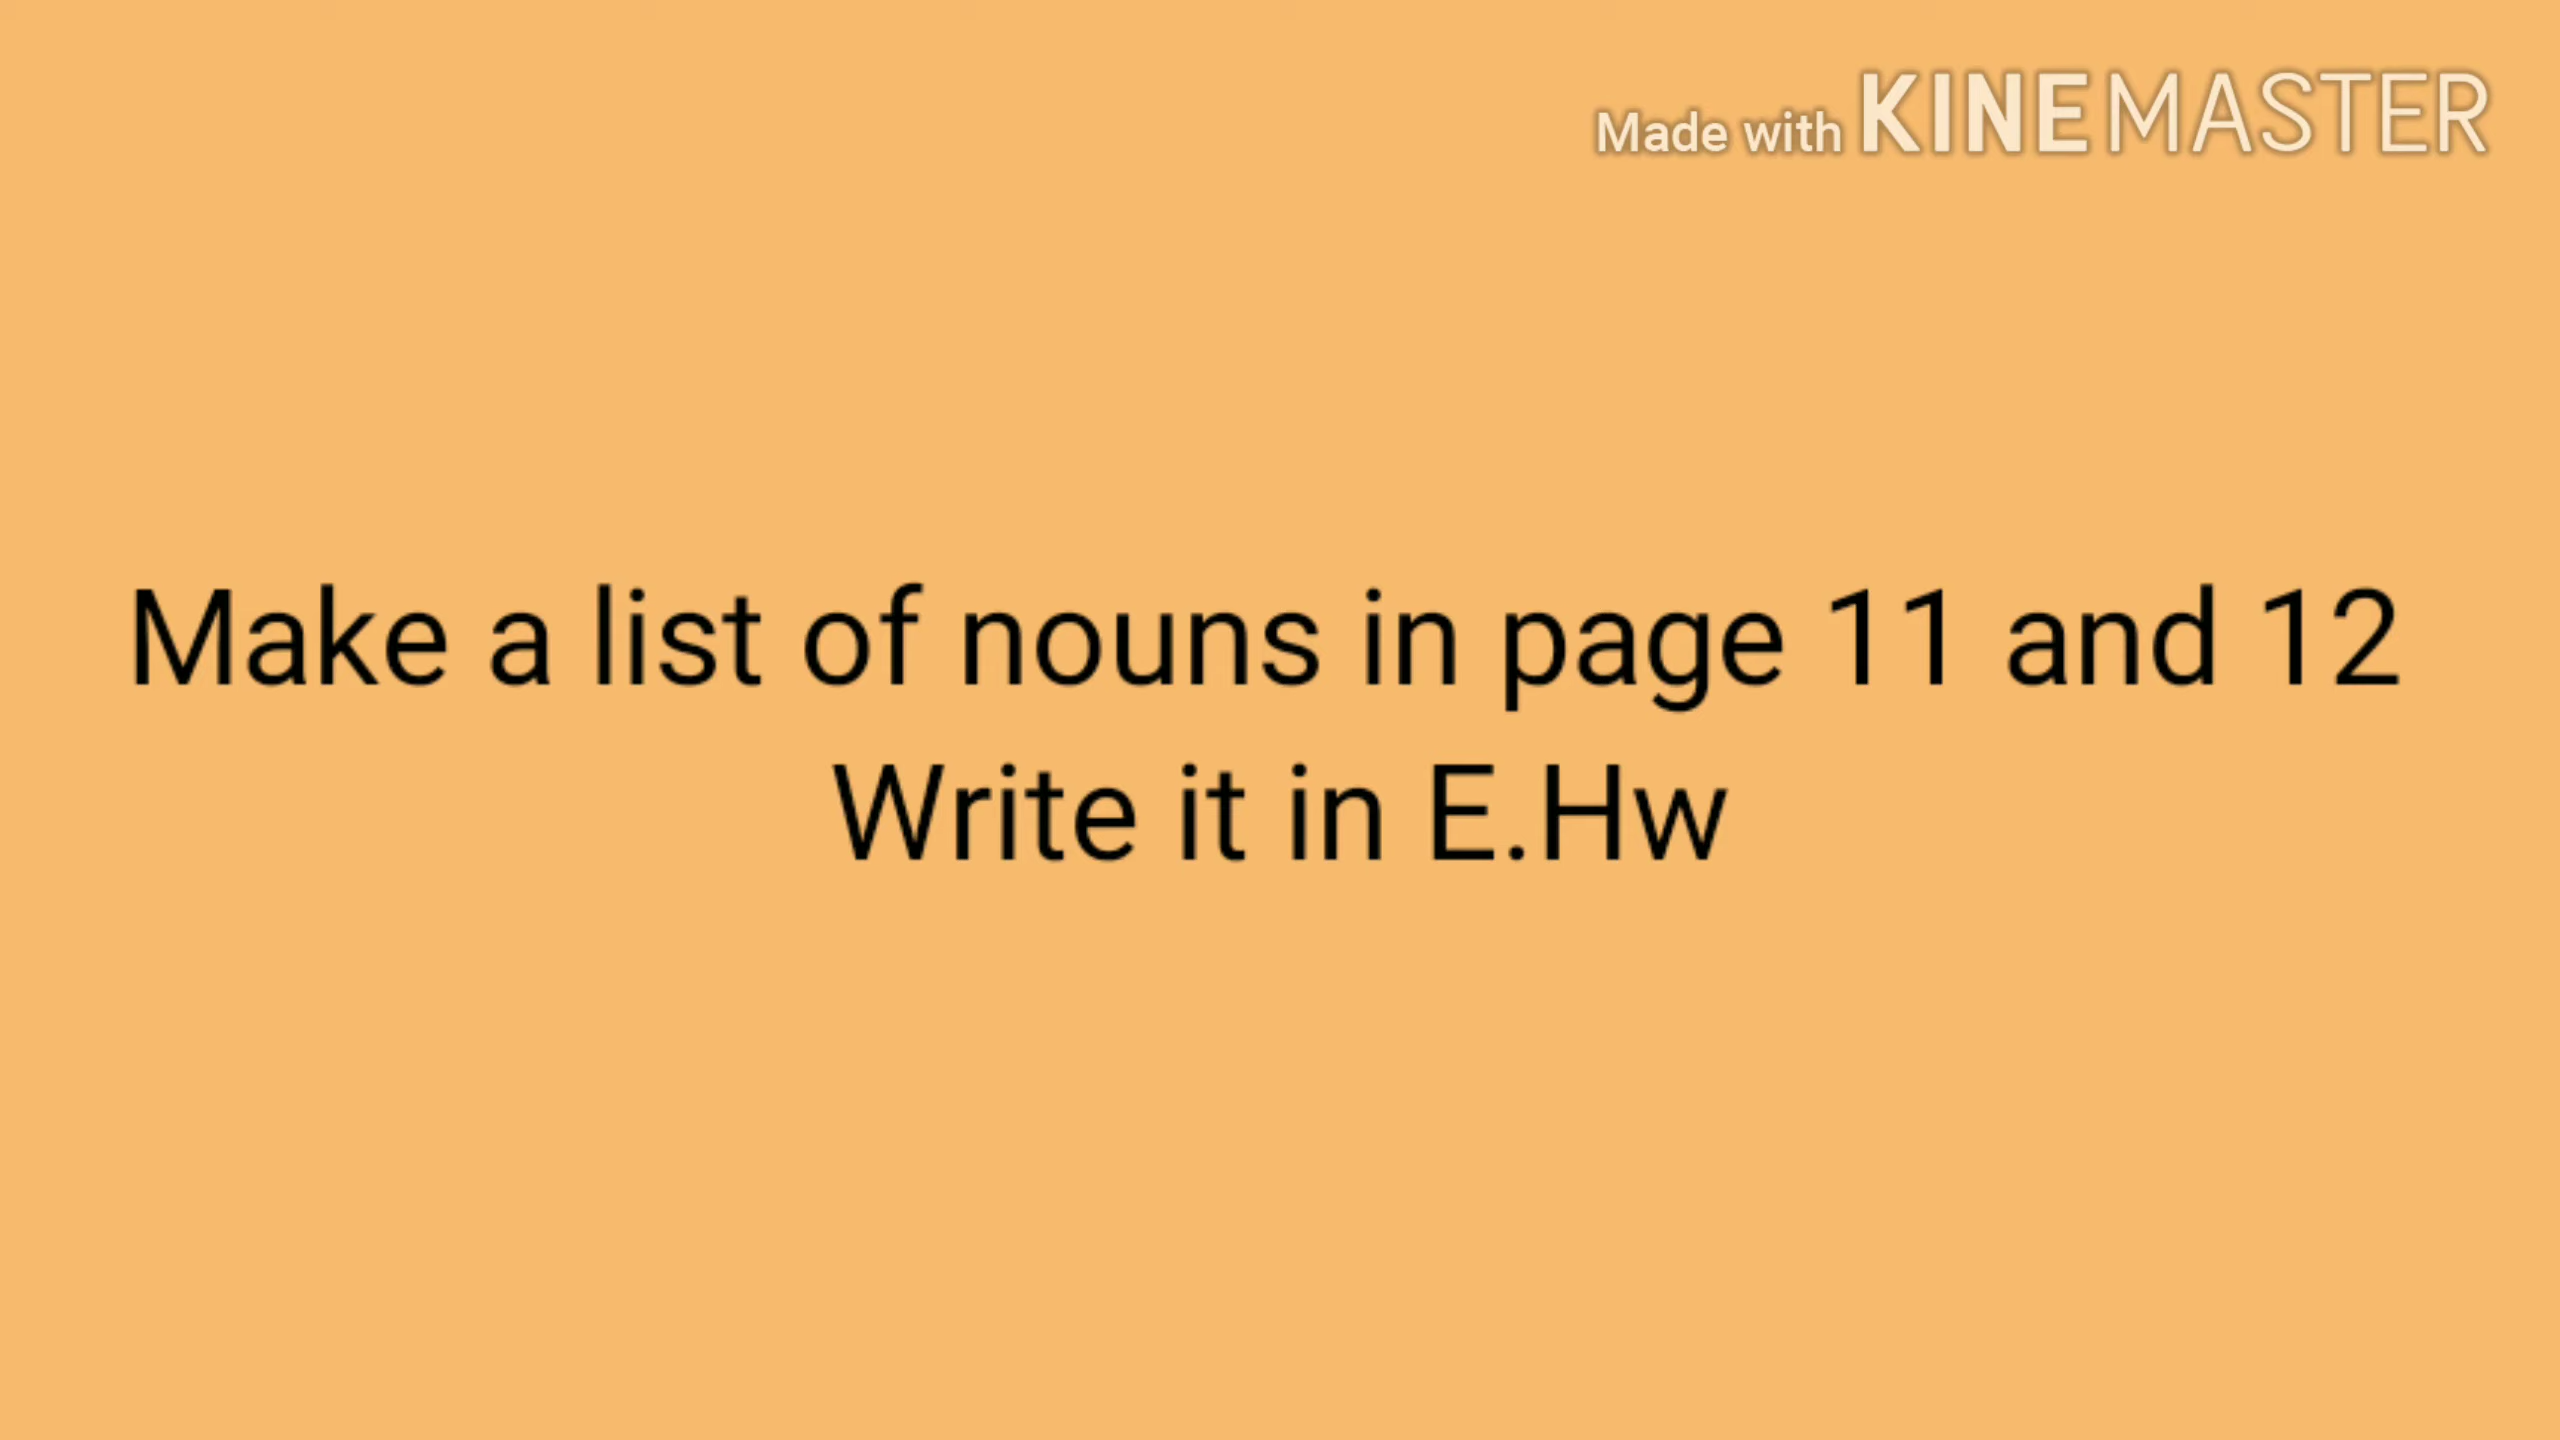 Made with KINEMASTER
Make a list of nouns in page 11 and 12
Write it in E.Hw